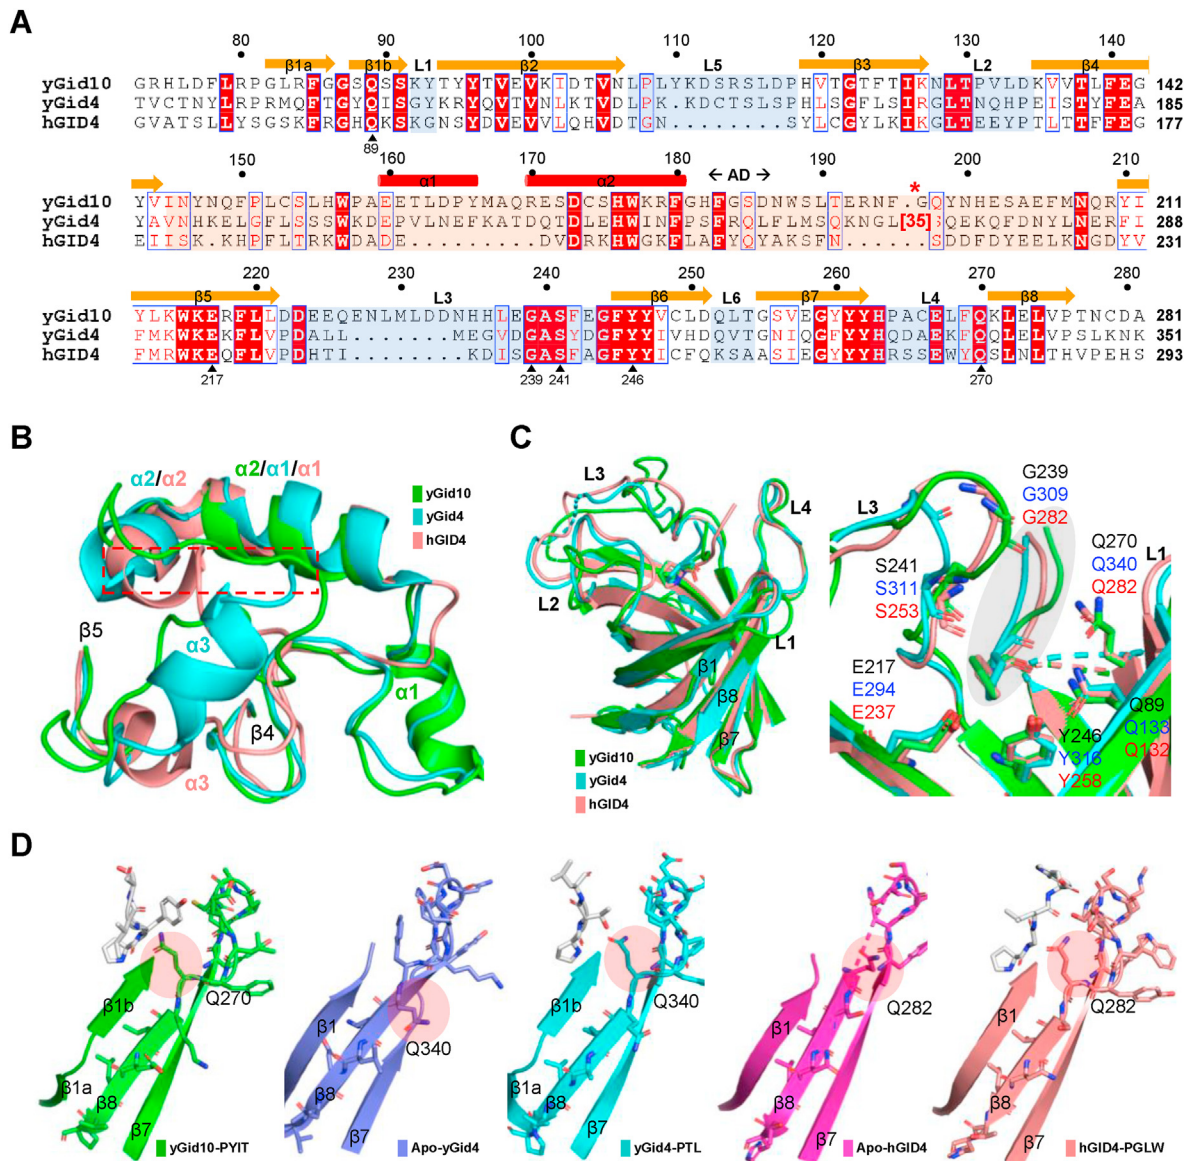 A
80 90 100 110 120 130 140
β1a β1b L1 β2 L5 β3 L2 β4
yGid10 GRHLDFLRPGLRFGSQSSKYTYTVEVNIDTVNLPLYKDSRSLDPHVTGTFTIKNLTPVLDKVVTLFEG 142
yGid4 TVCTNYLRPRMQFTGYQISGYKRYQVTVNLKTVDLPK.KDCTSLSPHLSGFLSIRGLTNQHPEISTYFEA 185
hGID4 GVATSLLYSGSKFRGHQKSKGNSYDVEVVLQHVDTGN........SYLCGYLKIKGLTEEYPTLTTFFEG 177
89
150 160 170 180 190 200 210
α1 α2 ← AD → *
yGid10 YVINYNQFPLCSLHWPAEETLDPYMAQRESDCSHWKRFGHFGSDNWSLTERNF.GQYNHESAEFMNQRYI 211
yGid4 YAVNHKELGFLSSSWKDEPVLNEFKATDQTDLEHWINFPSFRQLFLMSQKNGL[35]SQEKQFDNYFEERFI 288
hGID4 EIISK.KHPFLTRKWDADE.........DVDRKHWGKFLAFYQYAKSFN......SDDFDYEELKNGDYV 231
220 230 240 250 260 270 280
β5 L3 β6 L6 β7 L4 β8
yGid10 YLKWKERFLLDDEEQENLMLDDNHHLEGASFEGFYYVCLDQLTGSVEGYYYHPACELFQKLELVPTNCDA 281
yGid4 FMKWKERFLVPDALL.......MEGVDGASYDGFYYIVHDQVTGNIQGFYYHQDAEKFQQLELVPSLKNK 351
hGID4 FMRWKEQFLVPDHTI.......KDISGASFAGFYYICFQKSAASIEGYYYHRSSEWYQSLNLTHVPEHS 293
217 239 241 246 270
B
α2/α2
α2/α1/α1
yGid10
yGid4
hGID4
β5
α3
α1
β4
α3
C
L3
L4
L2
L1
β1
β8
β7
yGid10
yGid4
hGID4
G239
G309
G282
L3
Q270
Q340
Q282
L1
S241
S311
S253
E217
E294
E237
Q89
Y246
Q133
Y316
Q132
Y258
D
Q270
β1b
β1a
β8
β7
yGid10-PYIT
β1
Q340
β8
β7
Apo-yGid4
β1b
Q340
β1a
β8
β7
yGid4-PTL
Q282
β1
β8
β7
Apo-hGID4
Q282
β1
β8
β7
hGID4-PGLW